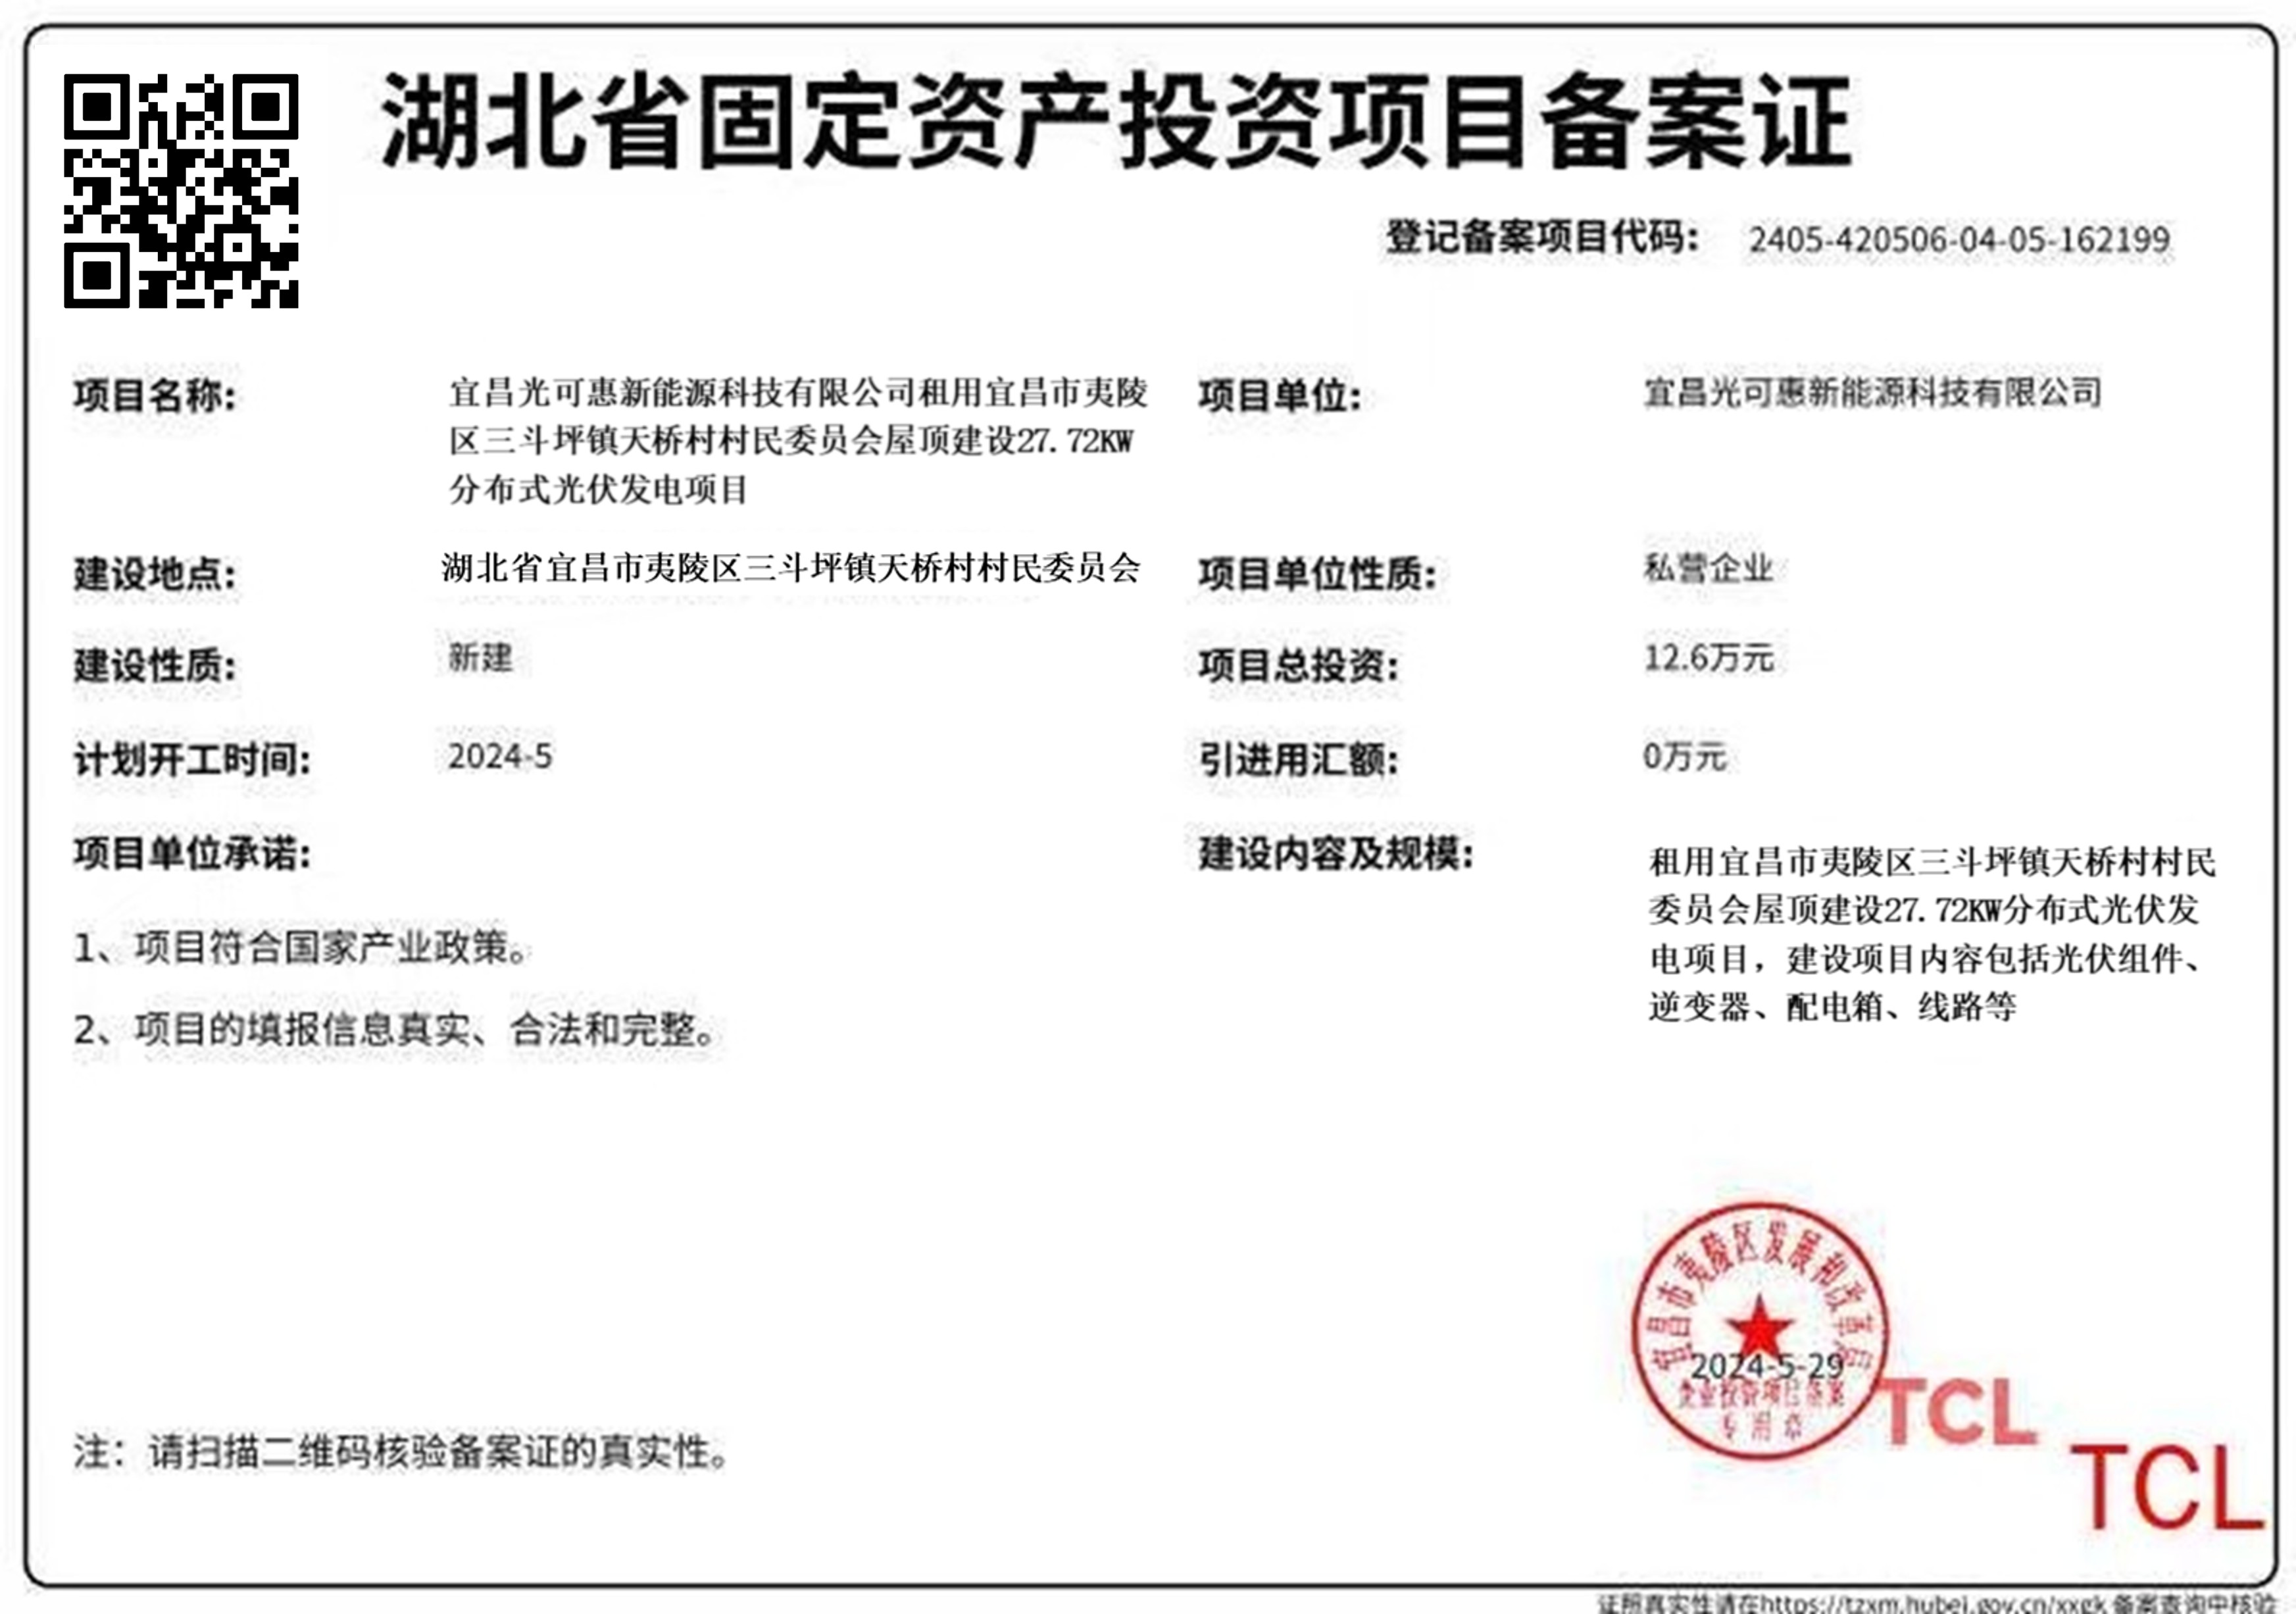 湖北省固定资产投资项目备案证
登记备案项目代码： 2405-420506-04-05-162199
项目名称：
宜昌光可惠新能源科技有限公司租用宜昌市夷陵
区三斗坪镇天桥村村民委员会屋顶建设27.72KW
分布式光伏发电项目
项目单位：
宜昌光可惠新能源科技有限公司
建设地点：
湖北省宜昌市夷陵区三斗坪镇天桥村村民委员会
项目单位性质：
私营企业
建设性质：
新建
项目总投资：
12.6万元
计划开工时间：
2024-5
引进用汇额：
0万元
项目单位承诺：
1、项目符合国家产业政策。
2、项目的填报信息真实、合法和完整。
建设内容及规模：
租用宜昌市夷陵区三斗坪镇天桥村村民
委员会屋顶建设27.72KW分布式光伏发
电项目，建设项目内容包括光伏组件、
逆变器、配电箱、线路等
宜昌市夷陵区发展和改革局
2024-5-29
企业投资项目备案
专用章
TCL
TCL
注：请扫描二维码核验备案证的真实性。
证照真实性请在https://tzxm.hubei.gov.cn/xxgk 备案查询中核验